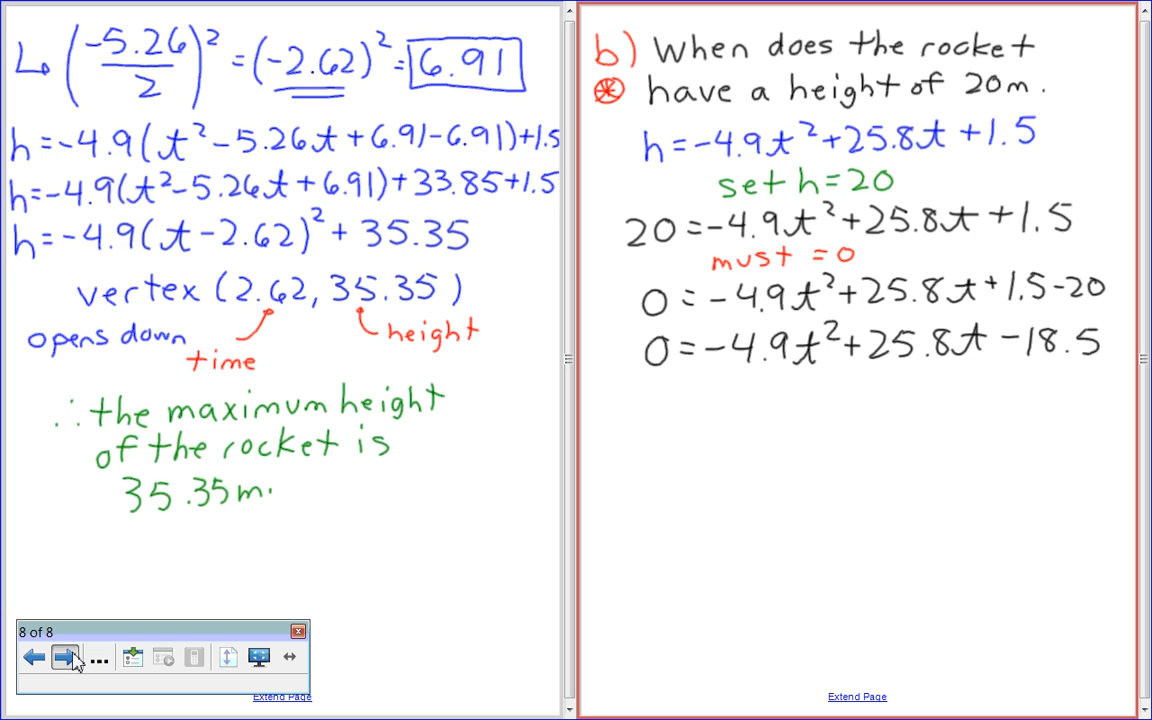 (-5.26/2)² = (-2.62)² = 6.91
h = -4.9(t² - 5.26t + 6.91 - 6.91) + 1.5
h = -4.9(t² - 5.26t + 6.91) + 33.85 + 1.5
h = -4.9(t - 2.62)² + 35.35
vertex (2.62, 35.35)
opens down
time
height
∴ the maximum height
of the rocket is
35.35m.
8 of 8
Extend Page
b) When does the rocket
have a height of 20m.
h = -4.9t² + 25.8t + 1.5
set h = 20
20 = -4.9t² + 25.8t + 1.5
must = 0
0 = -4.9t² + 25.8t + 1.5 - 20
0 = -4.9t² + 25.8t - 18.5
Extend Page